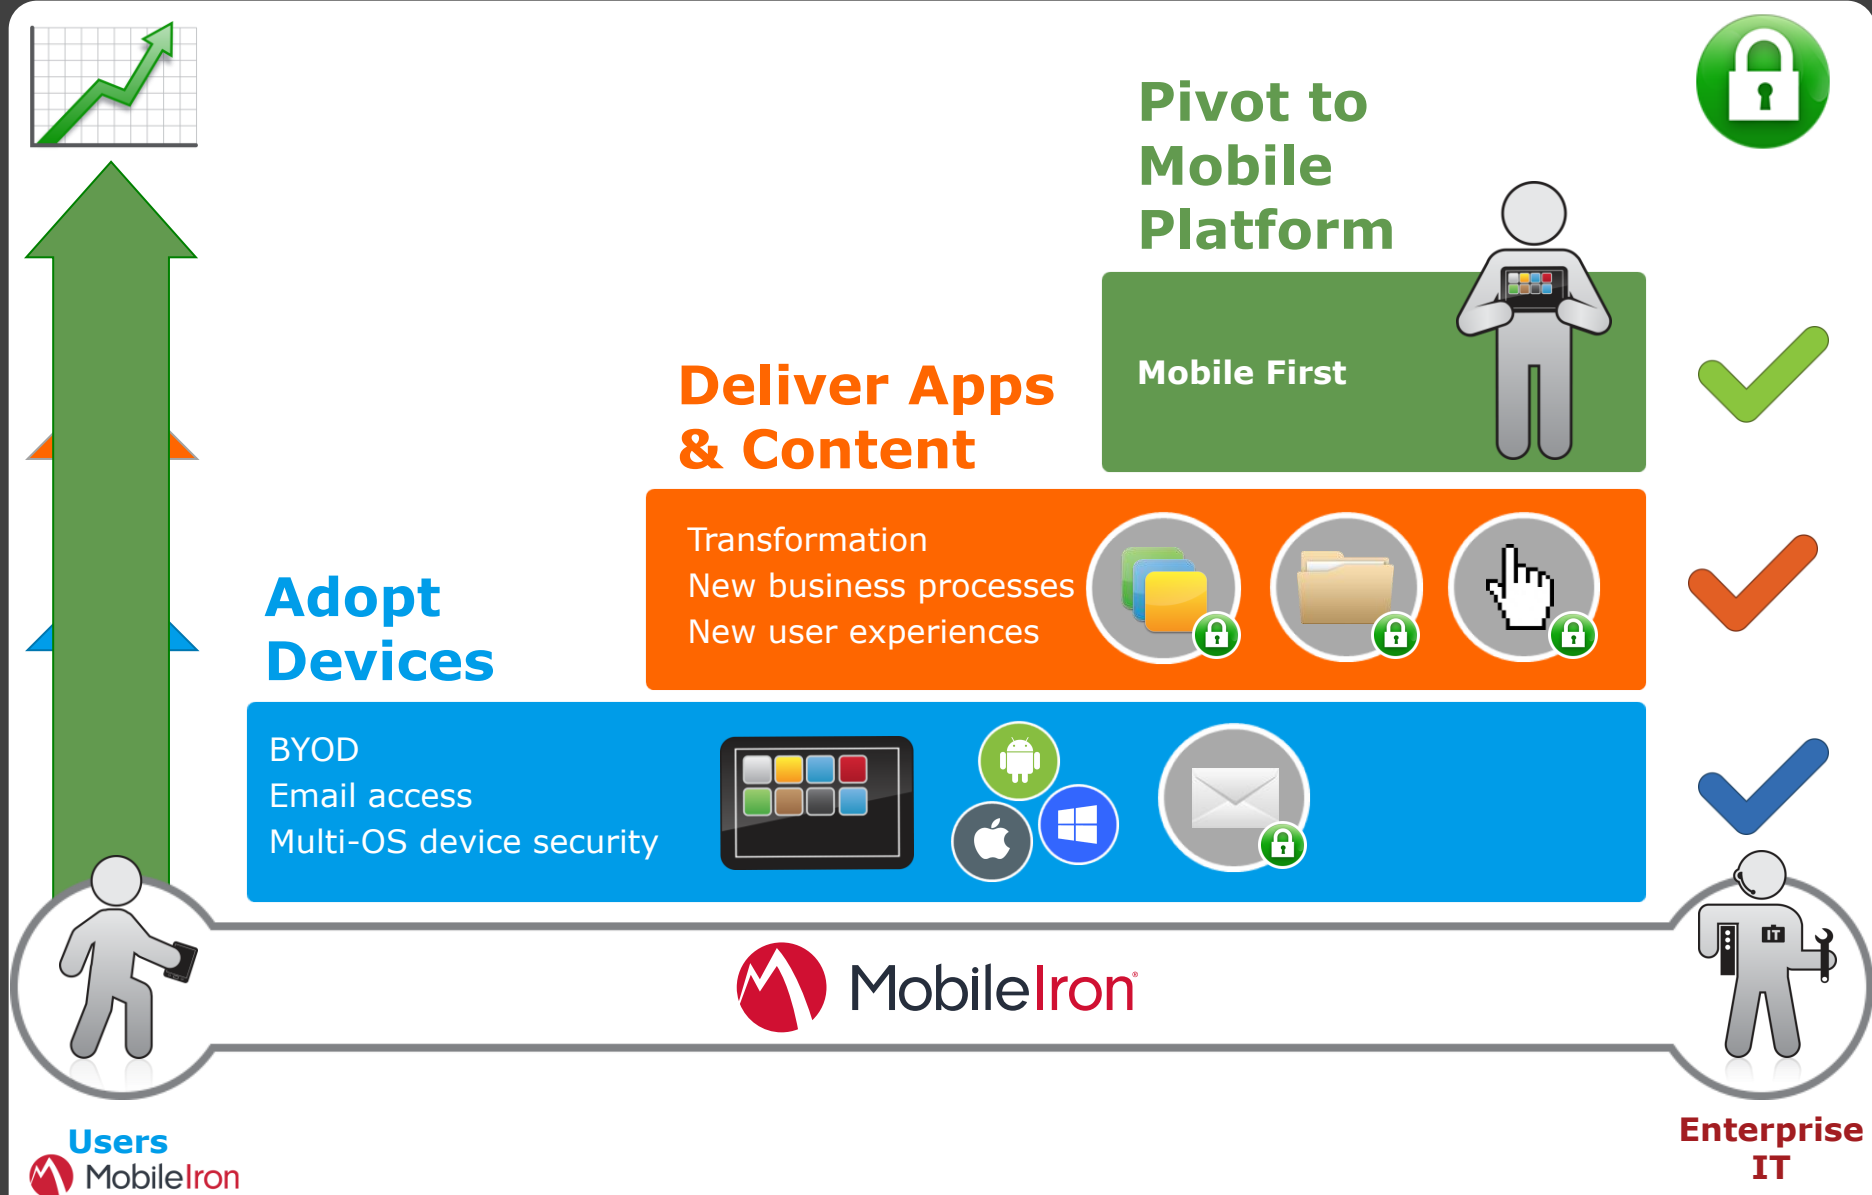 Pivot to
Mobile
Platform
Mobile First
Deliver Apps
& Content
Transformation
New business processes
New user experiences
Adopt
Devices
BYOD
Email access
Multi-OS device security
IT
MobileIron®
Users
MobileIron
Enterprise
IT